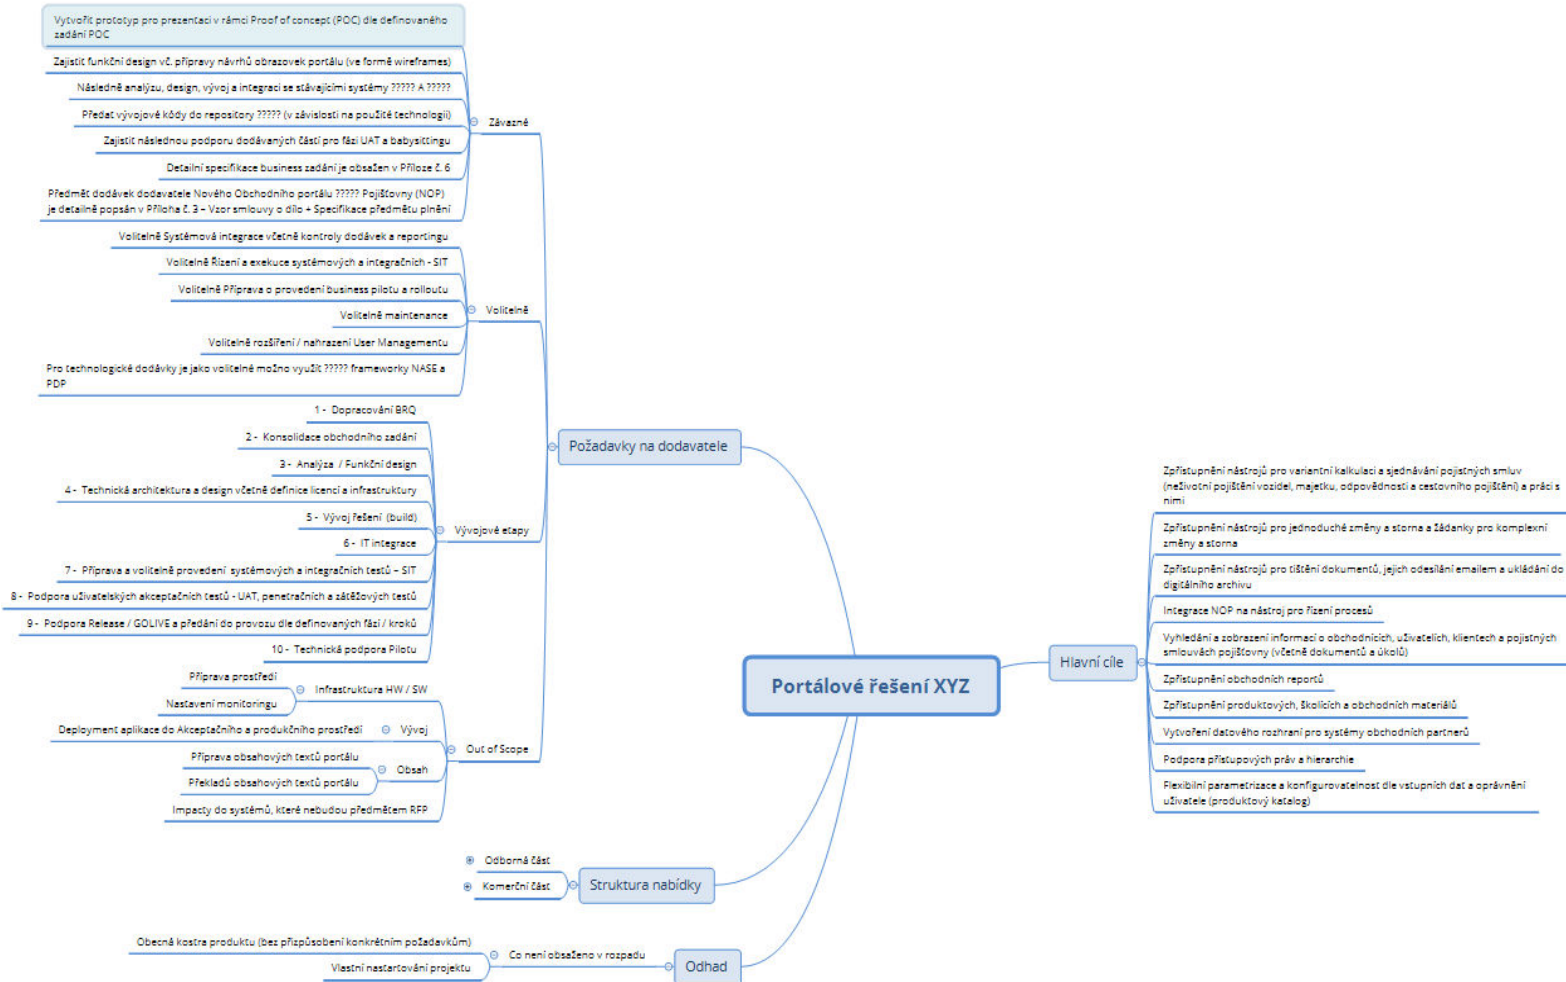 Vytvořit prototyp pro prezentaci v rámci Proof of concept (POC) dle definovaného
zadání POC
Zajistit funkční design vč. přípravy návrhů obrazovek portálu (ve formě wireframes)
Následně analýzu, design, vývoj a integraci se stávajícími systémy ????? A ?????
Předat vývojové kódy do repository ????? (v závislosti na použité technologii)
Zajistit následnou podporu dodávaných částí pro fázi UAT a babysittingu
Detailní specifikace business zadání je obsažen v Příloze č. 6
Předmět dodávek dodavatele Nového Obchodního portálu ????? Pojišťovny (NOP)
je detailně popsán v Příloha č. 3 – Vzor smlouvy o dílo + Specifikace předmětu plnění
Závazné
Volitelně Systémová integrace včetně kontroly dodávek a reportingu
Volitelně Řízení a exekuce systémových a integračních - SIT
Volitelně Příprava o provedení business pilotu a rolloutu
Volitelně maintenance
Volitelně rozšíření / nahrazení User Managementu
Pro technologické dodávky je jako volitelné možno využít ????? frameworky NASE a
PDP
Volitelně
1 - Dopracování BRQ
2 - Konsolidace obchodního zadání
3 - Analýza / Funkční design
4 - Technická architektura a design včetně definice licencí a infrastruktury
5 - Vývoj řešení (build)
6 - IT integrace
7 - Příprava a volitelně provedení systémových a integračních testů – SIT
8 - Podpora uživatelských akceptačních testů - UAT, penetračních a zátěžových testů
9 - Podpora Release / GOLIVE a předání do provozu dle definovaných fází / kroků
10 - Technická podpora Pilotu
Vývojové etapy
Příprava prostředí
Nastavení monitoringu
Infrastruktura HW / SW
Deployment aplikace do Akceptačního a produkčního prostředí
Vývoj
Příprava obsahových textů portálu
Překladů obsahových textů portálu
Obsah
Impacty do systémů, které nebudou předmětem RFP
Out of Scope
Požadavky na dodavatele
Odborná část
Komerční část
Struktura nabídky
Obecná kostra produktu (bez přizpůsobení konkrétním požadavkům)
Vlastní nastartování projektu
Co není obsaženo v rozpadu
Odhad
Portálové řešení XYZ
Hlavní cíle
Zpřístupnění nástrojů pro variantní kalkulaci a sjednávání pojistných smluv
(neživotní pojištění vozidel, majetku, odpovědnosti a cestovního pojištění) a práci s
nimi
Zpřístupnění nástrojů pro jednoduché změny a storna a žádanky pro komplexní
změny a storna
Zpřístupnění nástrojů pro tištění dokumentů, jejich odesílání emailem a ukládání do
digitálního archivu
Integrace NOP na nástroj pro řízení procesů
Vyhledání a zobrazení informací o obchodnících, uživatelích, klientech a pojistných
smlouvách pojišťovny (včetně dokumentů a úkolů)
Zpřístupnění obchodních reportů
Zpřístupnění produktových, školících a obchodních materiálů
Vytvoření datového rozhraní pro systémy obchodních partnerů
Podpora přístupových práv a hierarchie
Flexibilní parametrizace a konfigurovatelnost dle vstupních dat a oprávnění
uživatele (produktový katalog)